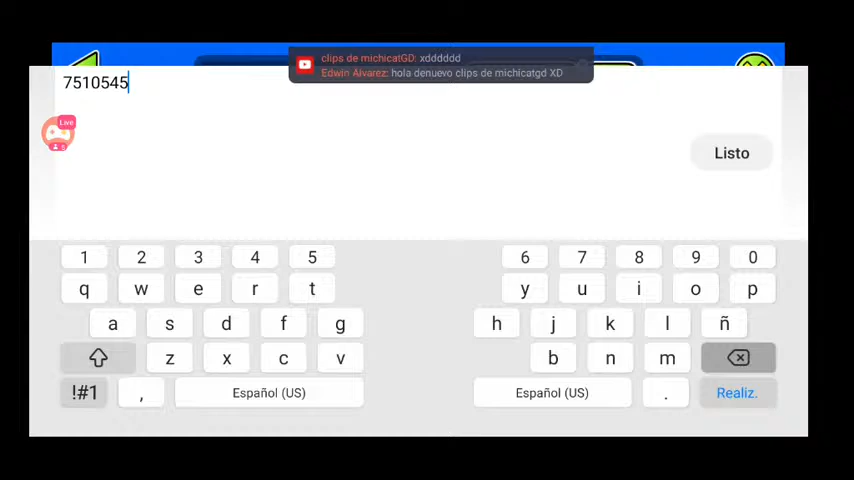 clips de michicatGD: xdddddd
Edwin Alvarez: hola denuevo clips de michicatgd XD
7510545
Live
8
Listo
1 2 3 4 5 6 7 8 9 0
q w e r t y u i o p
a s d f g h j k l ñ
z x c v b n m
!#1 , Español (US) Español (US) . Realiz.